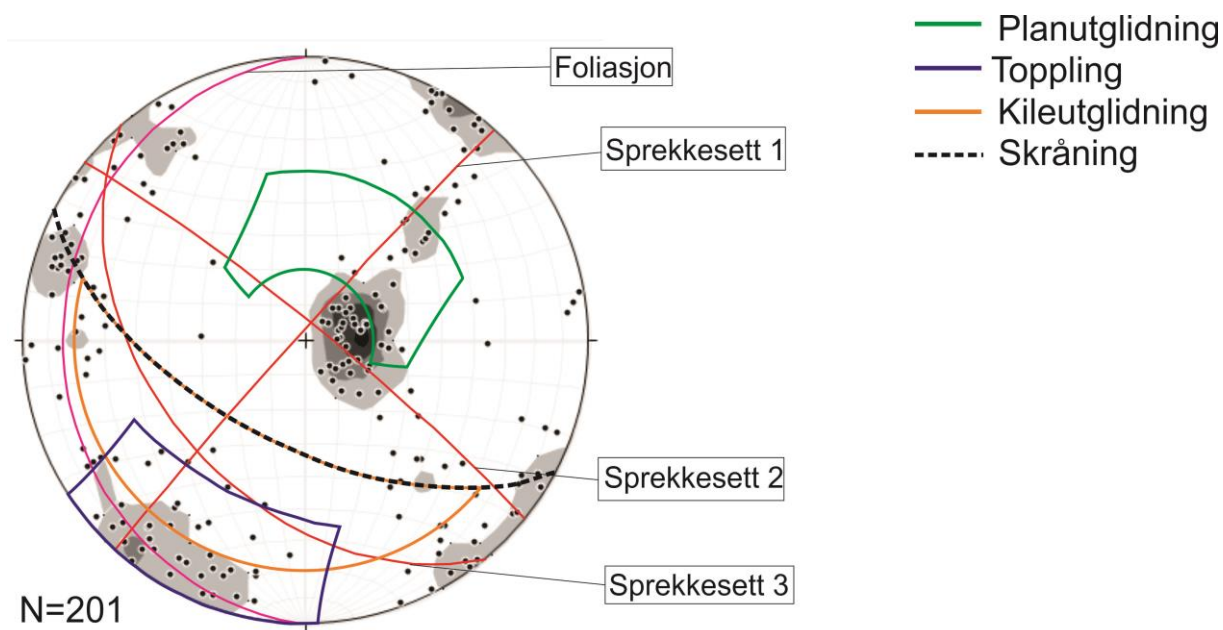 Planutglidning
Toppling
Kileutglidning
Skråning
Foliasjon
Sprekkesett 1
Sprekkesett 2
Sprekkesett 3
N=201